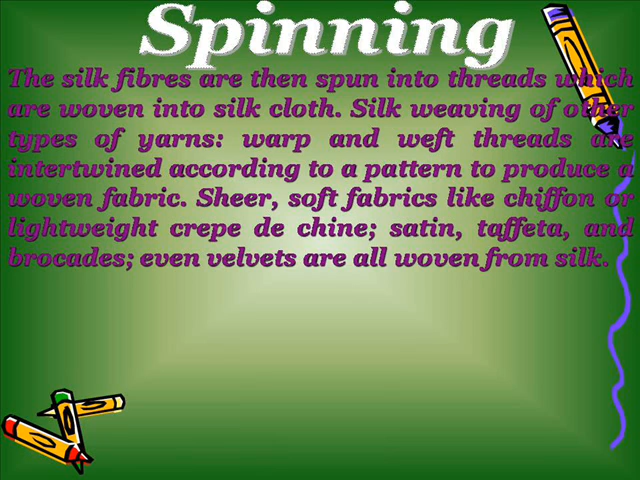 Spinning
The silk fibres are then spun into threads which
are woven into silk cloth. Silk weaving of other
types of yarns: warp and weft threads are
intertwined according to a pattern to produce a
woven fabric. Sheer, soft fabrics like chiffon or
lightweight crepe de chine; satin, taffeta, and
brocades; even velvets are all woven from silk.